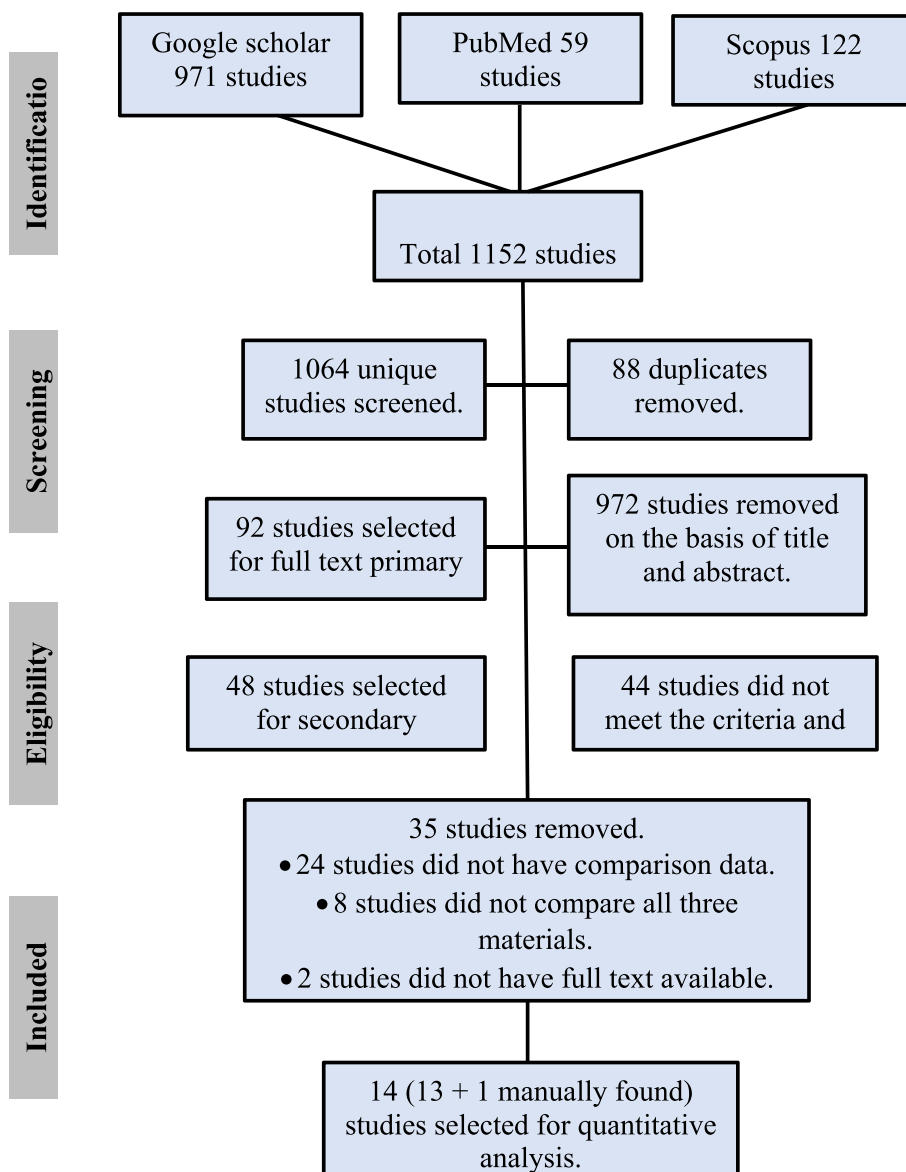 Google scholar
971 studies
PubMed 59
studies
Scopus 122
studies
Identificatio
Total 1152 studies
Screening
1064 unique
studies screened.
88 duplicates
removed.
92 studies selected
for full text primary
972 studies removed
on the basis of title
and abstract.
Eligibility
48 studies selected
for secondary
44 studies did not
meet the criteria and
35 studies removed.
• 24 studies did not have comparison data.
• 8 studies did not compare all three
materials.
• 2 studies did not have full text available.
Included
14 (13 + 1 manually found)
studies selected for quantitative
analysis.